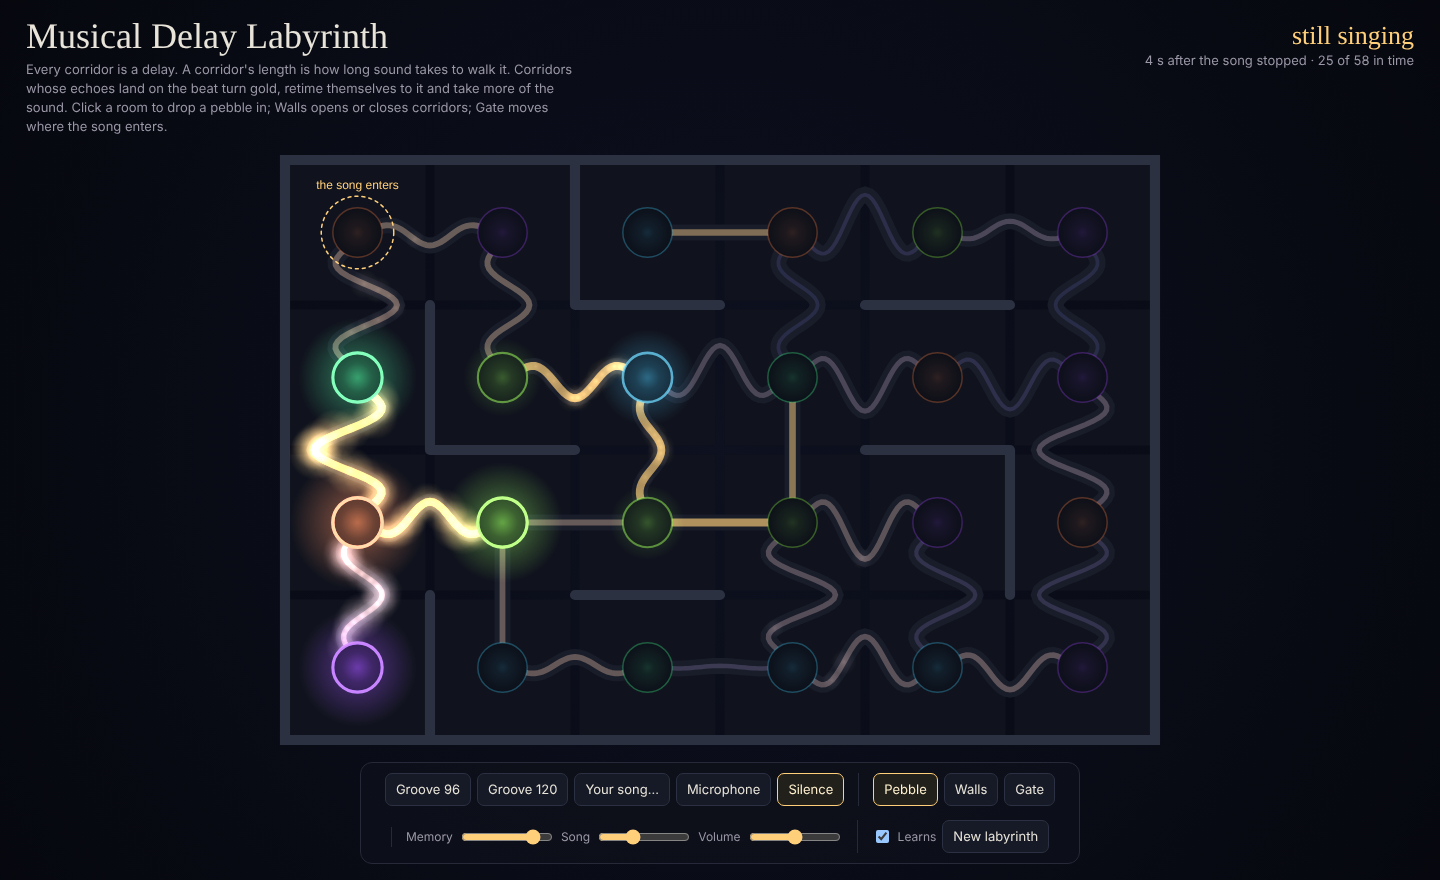 Musical Delay Labyrinth
Every corridor is a delay. A corridor's length is how long sound takes to walk it. Corridors
whose echoes land on the beat turn gold, retime themselves to it and take more of the
sound. Click a room to drop a pebble in; Walls opens or closes corridors; Gate moves
where the song enters.
still singing
4 s after the song stopped · 25 of 58 in time
the song enters
Groove 96 Groove 120 Your song... Microphone Silence Pebble Walls Gate
Memory Song Volume Learns New labyrinth